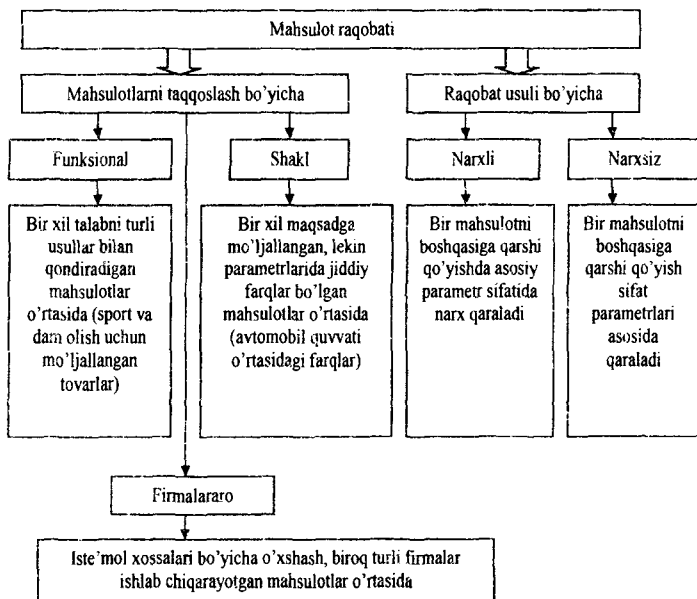 Mahsulot raqobati
Mahsulotlarni taqqoslash bo'yicha
Raqobat usuli bo'yicha
Funksional
Shakl
Narxli
Narxsiz
Bir xil talabni turli
usullar bilan
qondiradigan
mahsulotlar
o'rtasida (sport va
dam olish uchun
mo'ljallangan
tovarlar)
Bir xil maqsadga
mo'ljallangan, lekin
parametrlarida jiddiy
farqlar bo'lgan
mahsulotlar o'rtasida
(avtomobil quvvati
o'rtasidagi farqlar)
Bir mahsulotni
boshqasiga qarshi
qo'yishda asosiy
parametr sifatida
narx qaraladi
Bir mahsulotni
boshqasiga
qarshi qo'yish
sifat
parametrlari
asosida
qaraladi
Firmalararo
Iste'mol xossalari bo'yicha o'xshash, biroq turli firmalar
ishlab chiqarayotgan mahsulotlar o'rtasida